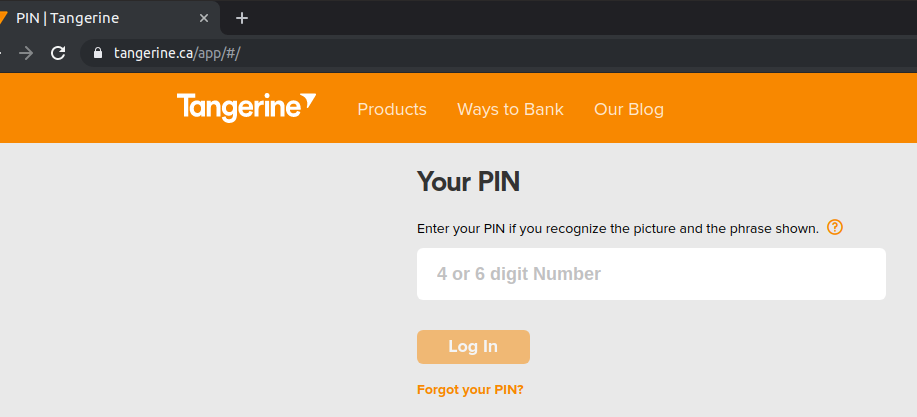 PIN | Tangerine
tangerine.ca/app/#/
Tangerine Products Ways to Bank Our Blog
Your PIN
Enter your PIN if you recognize the picture and the phrase shown. ?
4 or 6 digit Number
Log In
Forgot your PIN?